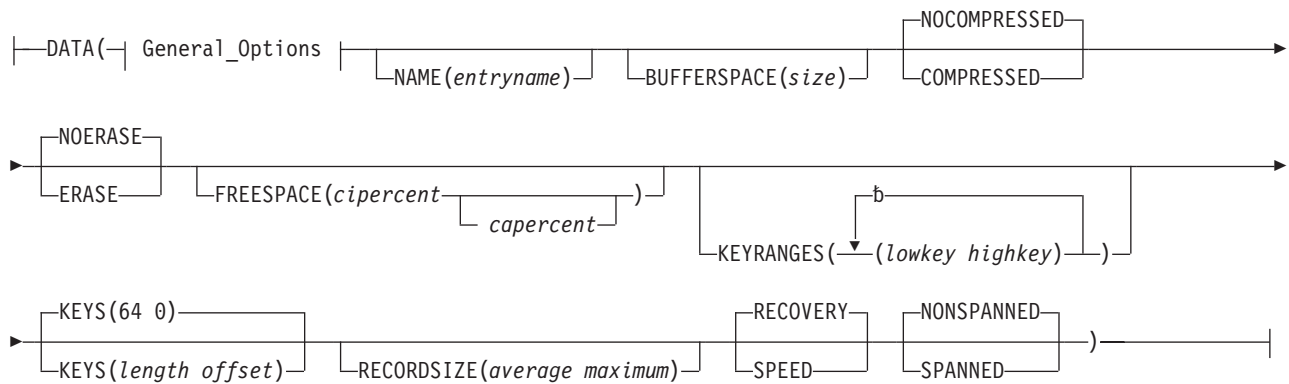 NOCOMPRESSED
DATA( General_Options
NAME(entryname) BUFFERSPACE(size) COMPRESSED
NOERASE
ERASE FREESPACE(cipercent ) ƀ
capercent
KEYRANGES( (lowkey highkey) )
KEYS(64 0) RECOVERY NONSPANNED
)
KEYS(length offset) RECORDSIZE(average maximum) SPEED SPANNED